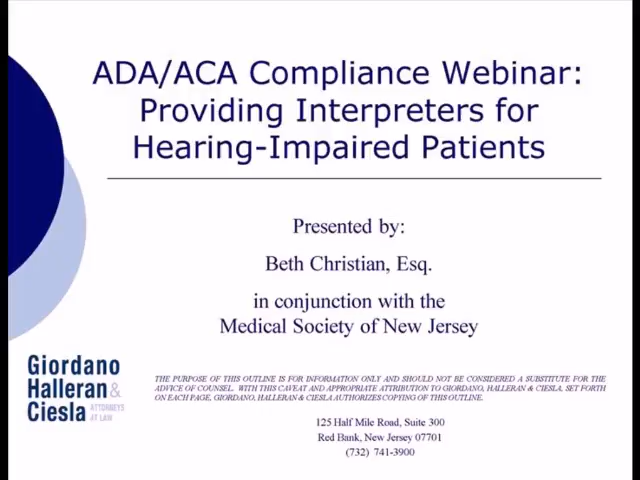 ADA/ACA Compliance Webinar:
Providing Interpreters for
Hearing-Impaired Patients
Presented by:
Beth Christian, Esq.
in conjunction with the
Medical Society of New Jersey
Giordano
Halleran &
Ciesla ATTORNEYS
AT LAW
THE PURPOSE OF THIS OUTLINE IS FOR INFORMATION ONLY AND SHOULD NOT BE CONSIDERED A SUBSTITUTE FOR THE
ADVICE OF COUNSEL. WITH THIS CAVEAT AND APPROPRIATE ATTRIBUTION TO GIORDANO, HALLERAN & CIESLA, SET FORTH
ON EACH PAGE, GIORDANO, HALLERAN & CIESLA AUTHORIZES COPYING OF THIS OUTLINE.
125 Half Mile Road, Suite 300
Red Bank, New Jersey 07701
(732) 741-3900